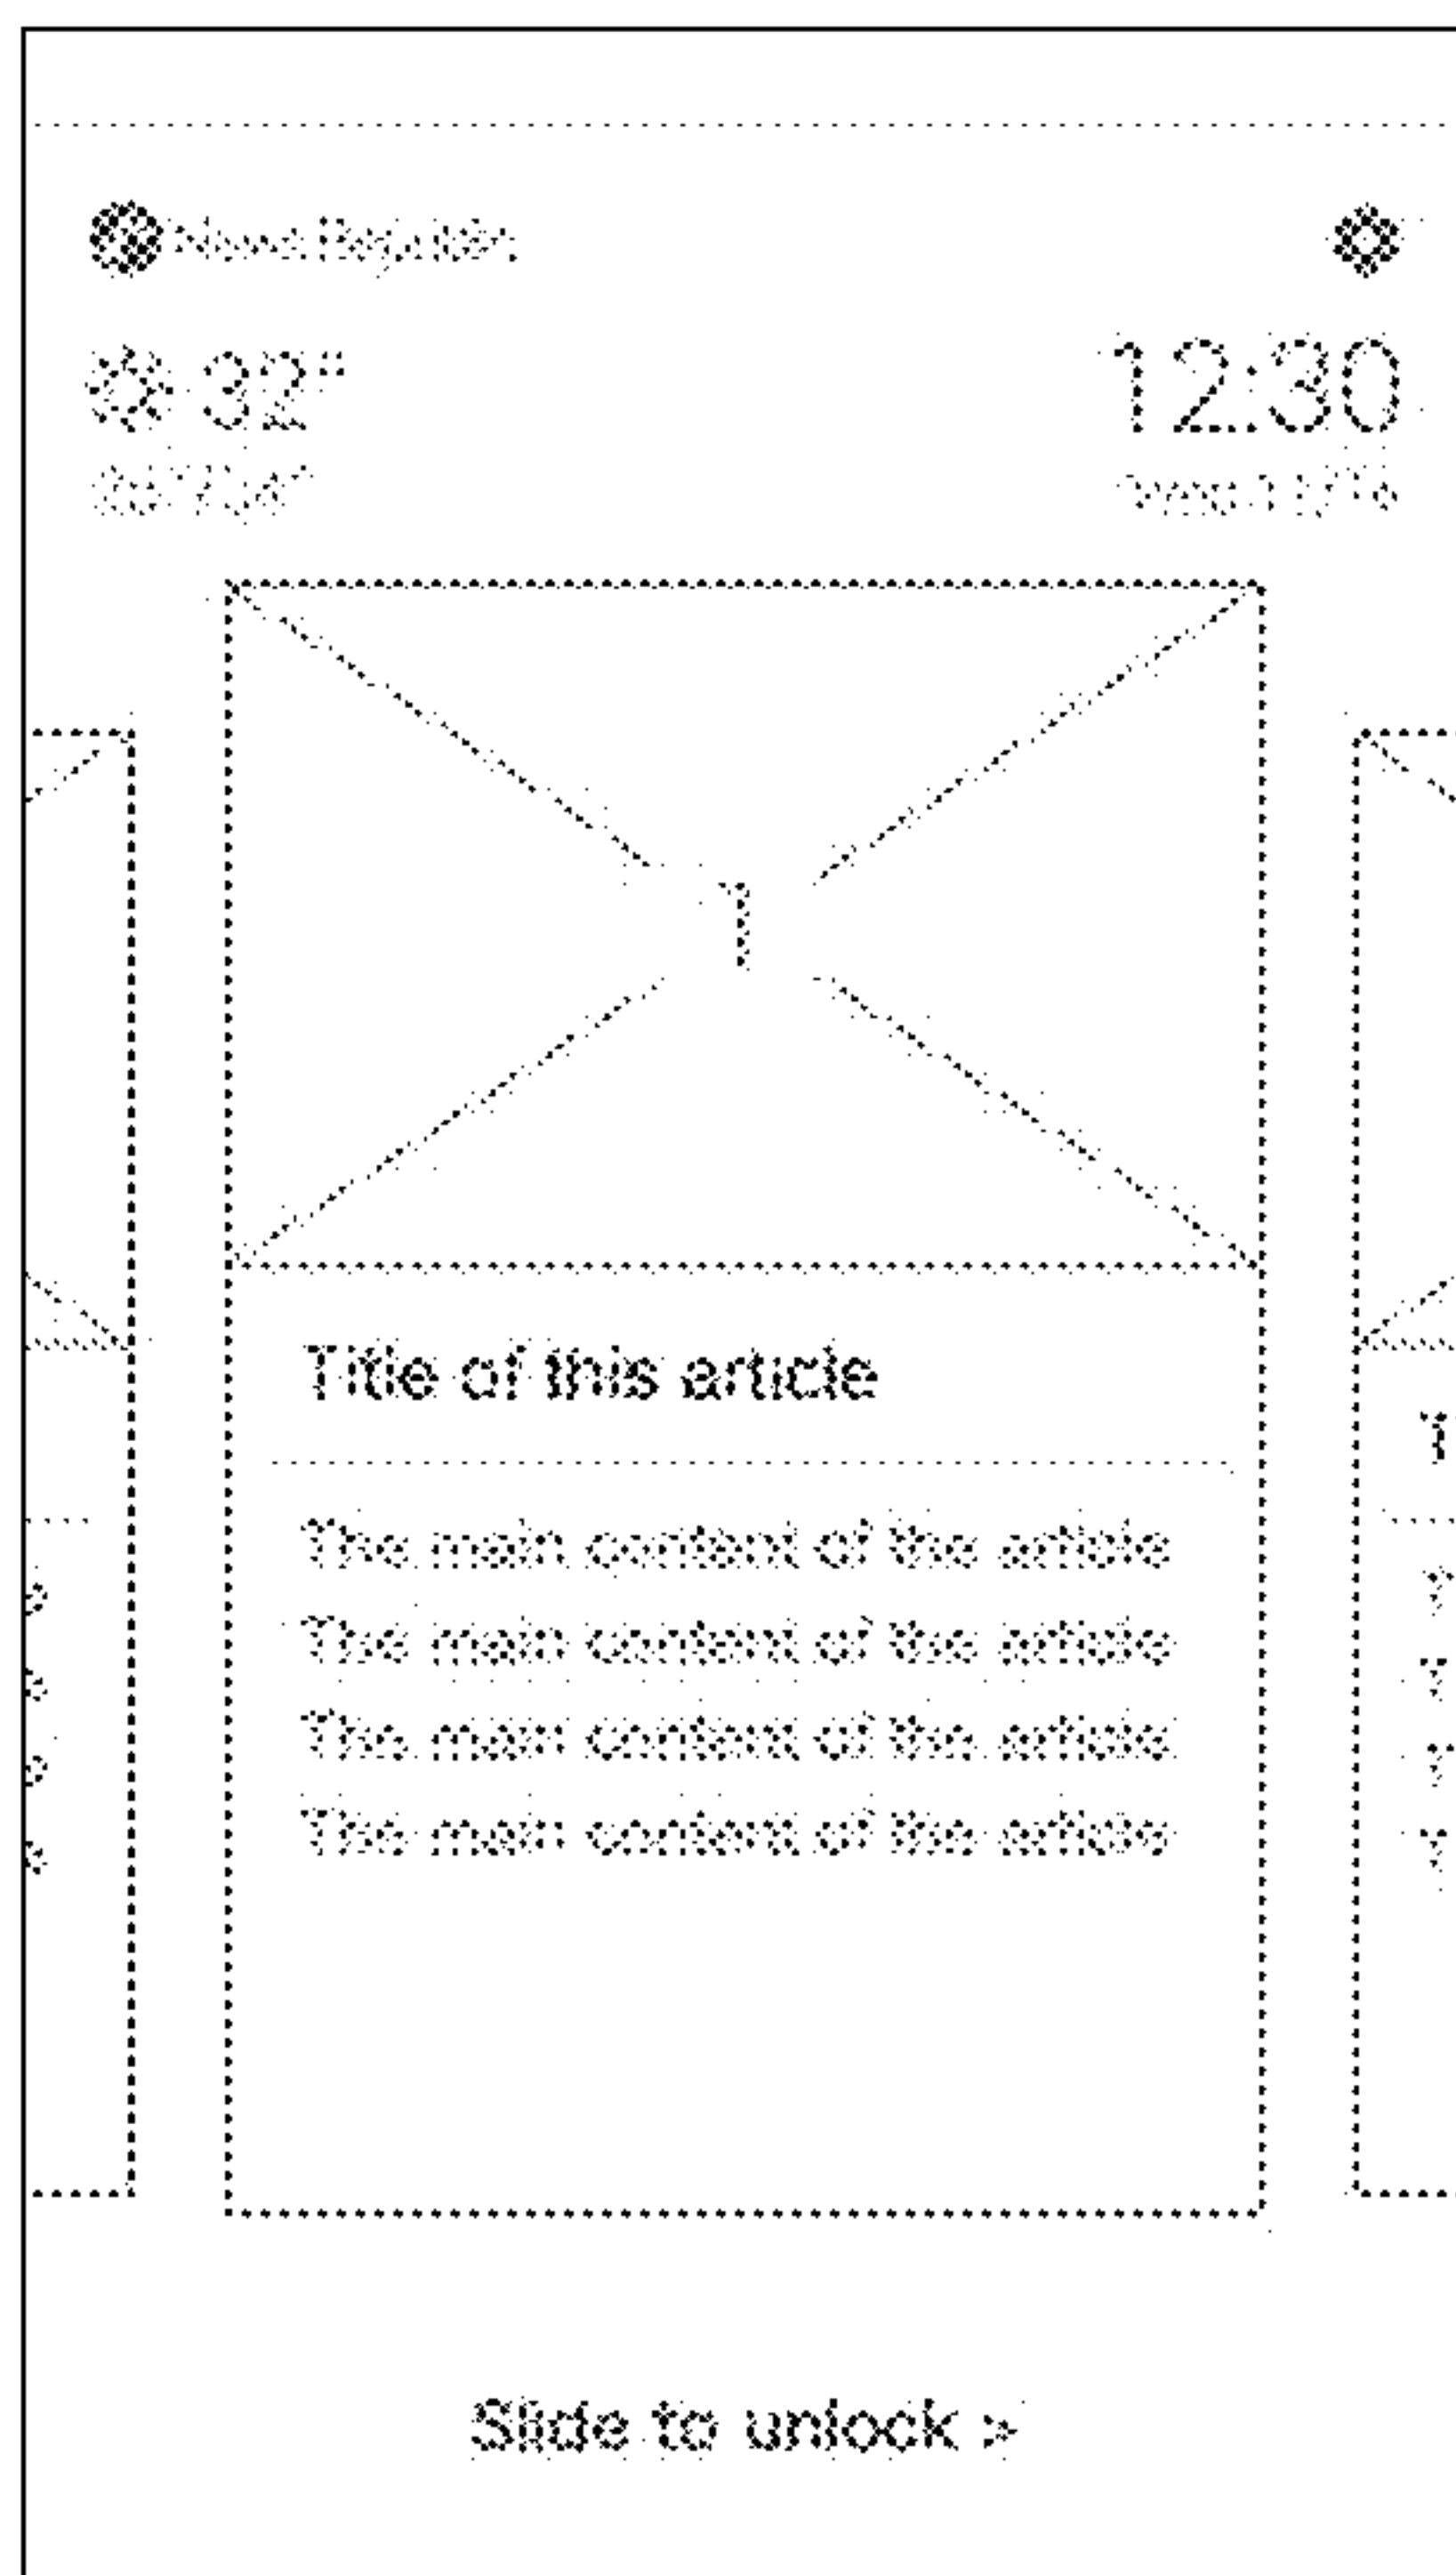 32°
12:30
1
Title of this article
The main content of the article
The main content of the article
The main content of the article
The main content of the article
Slide to unlock >